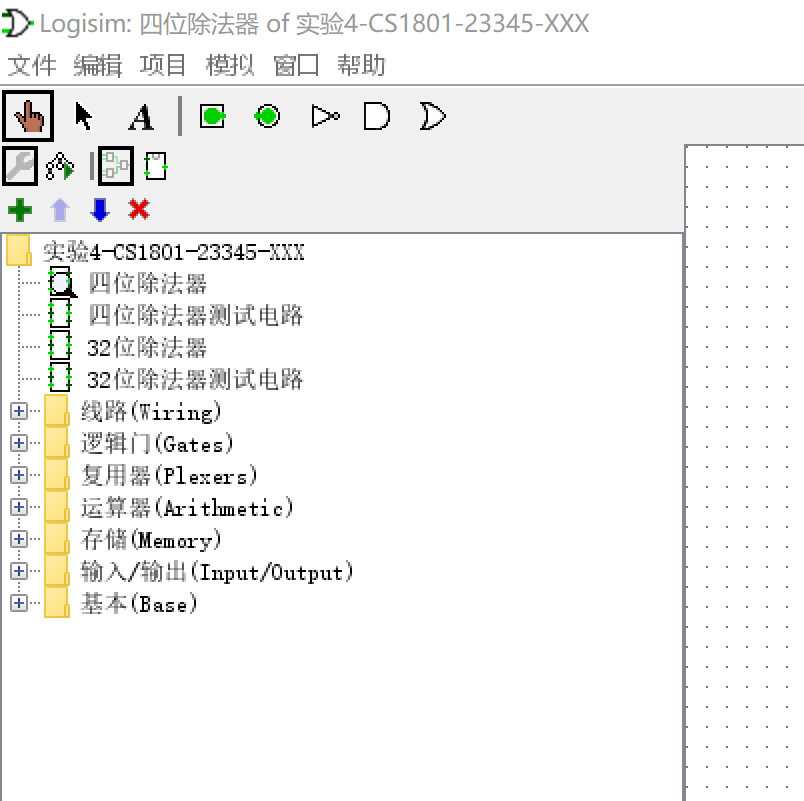 Logisim: 四位除法器 of 实验4-CS1801-23345-XXX
文件 编辑 项目 模拟 窗口 帮助
A
实验4-CS1801-23345-XXX
四位除法器
四位除法器测试电路
32位除法器
32位除法器测试电路
线路(Wiring)
逻辑门(Gates)
复用器(Plexers)
运算器(Arithmetic)
存储(Memory)
输入/输出(Input/Output)
基本(Base)